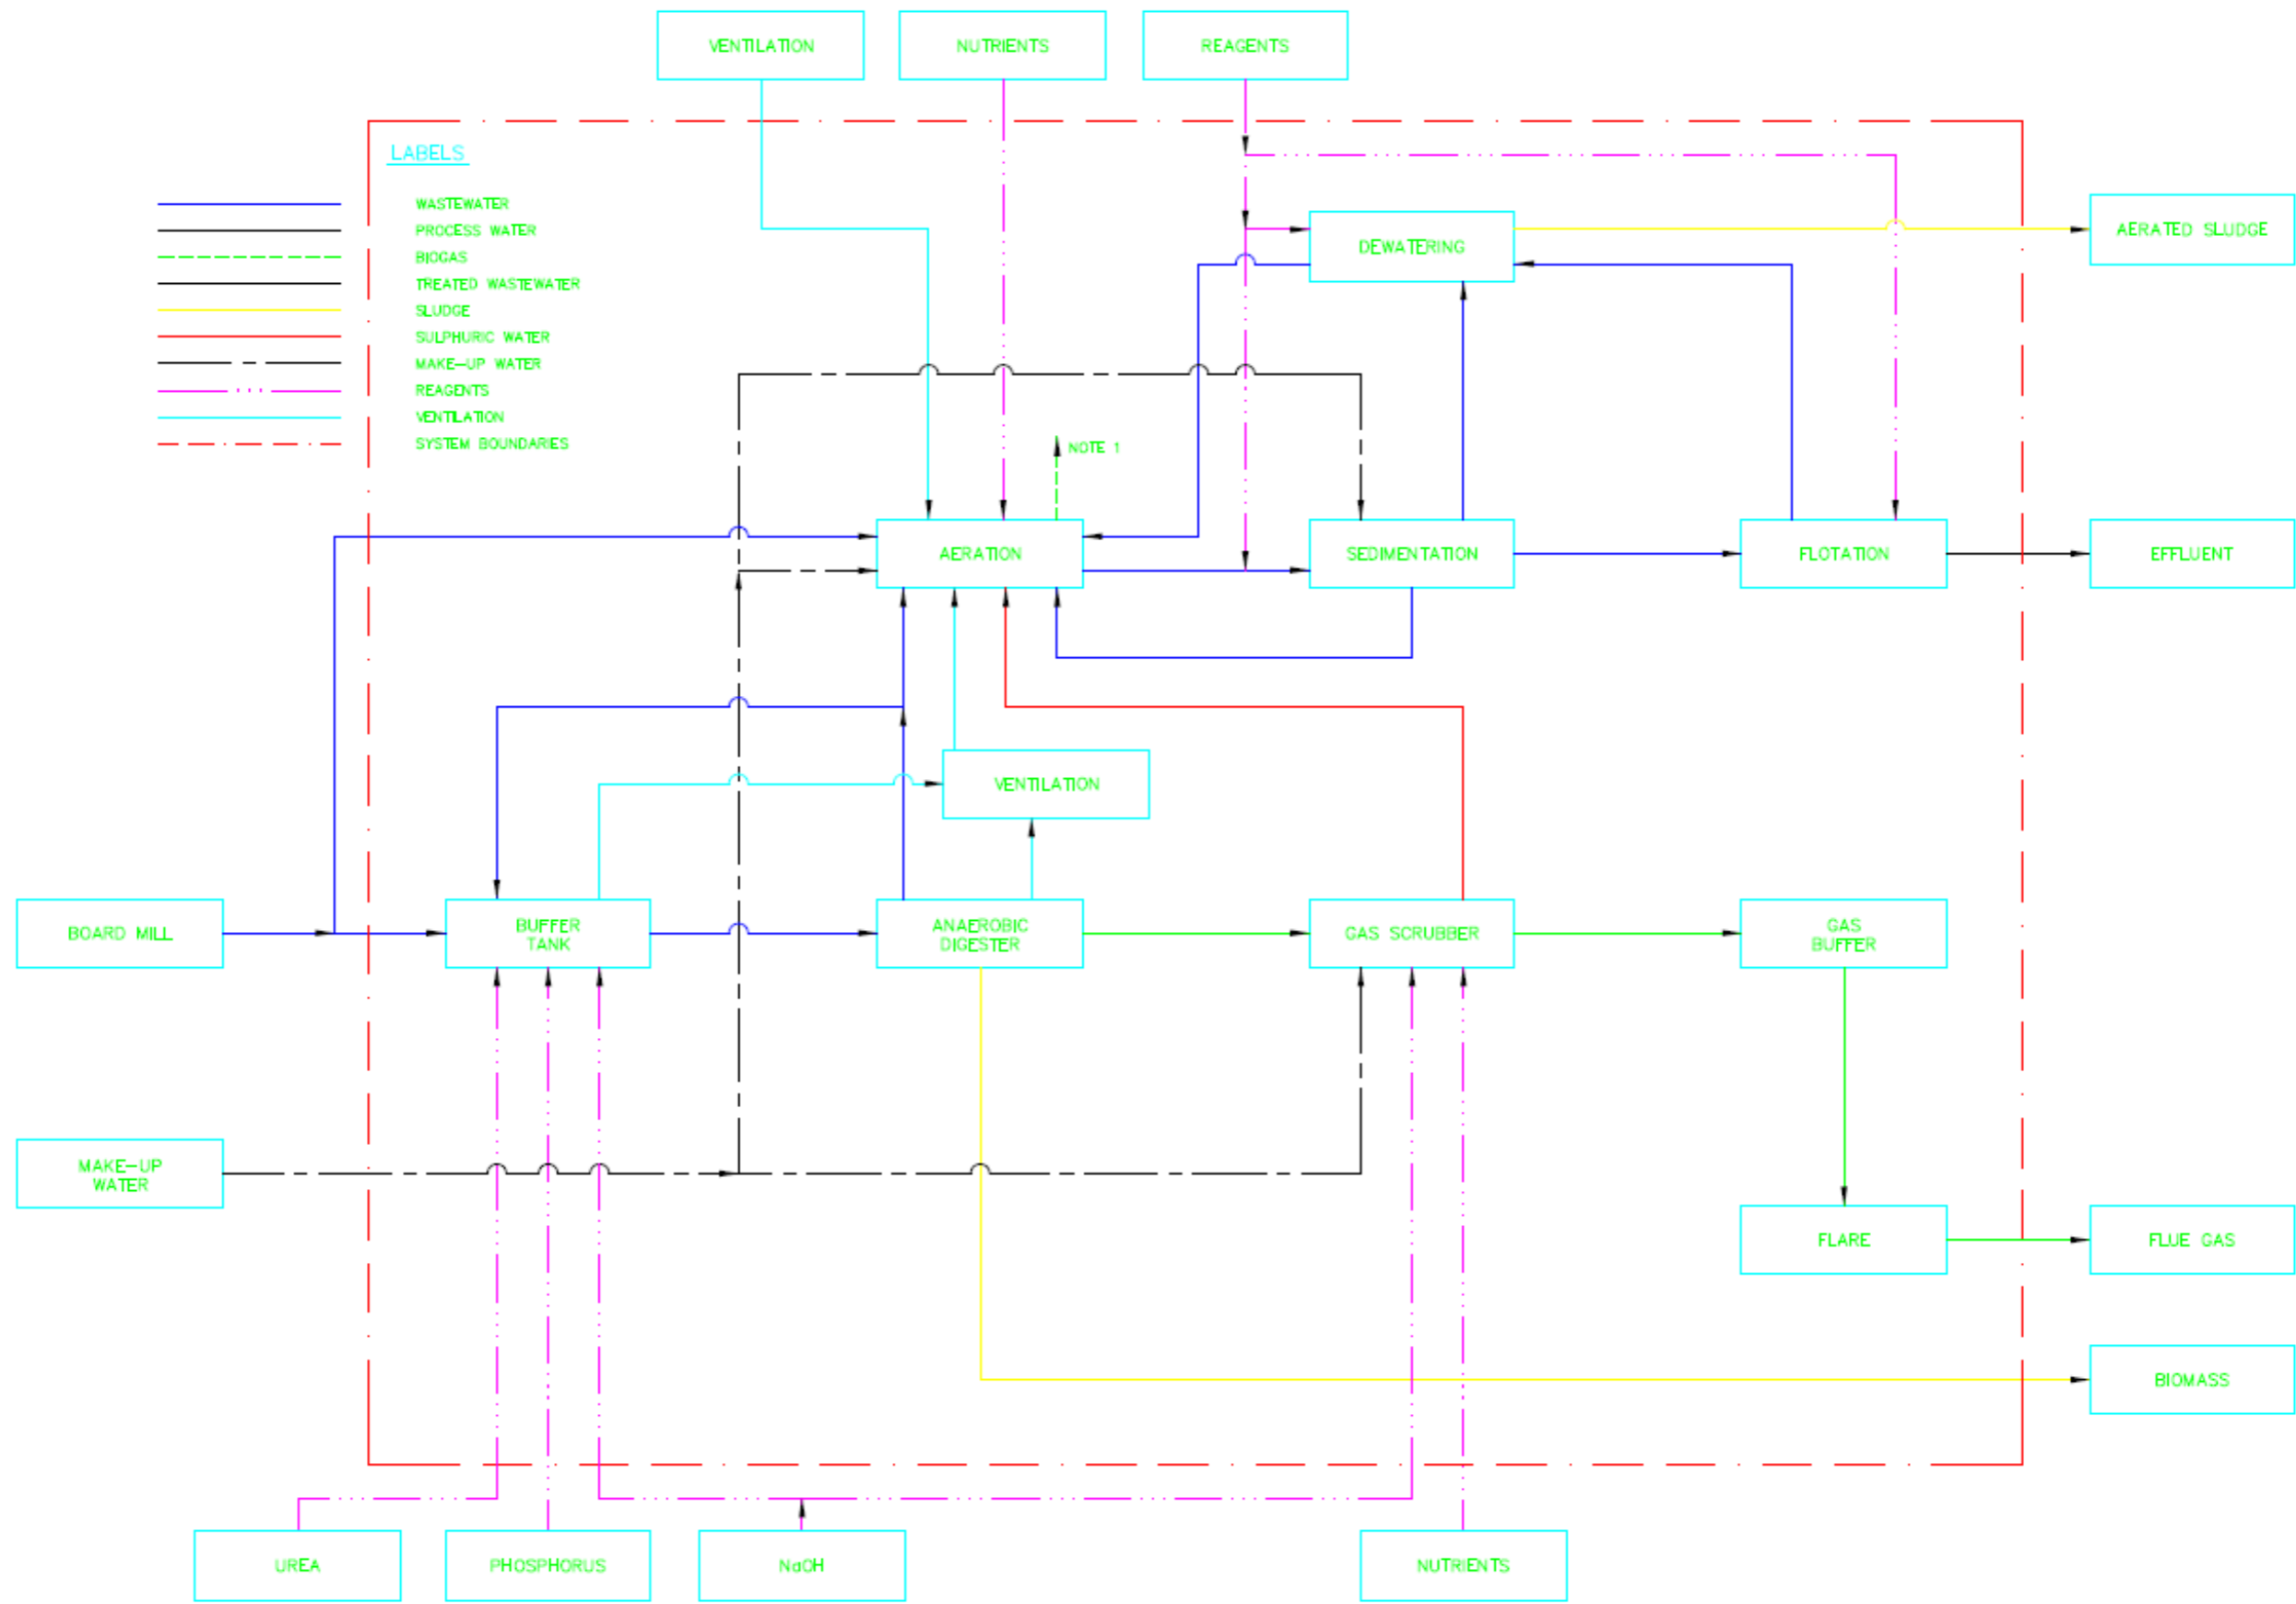 VENTILATION
NUTRIENTS
REAGENTS
LABELS
WASTEWATER
PROCESS WATER
BIOGAS
TREATED WASTEWATER
SLUDGE
SULPHURIC WATER
MAKE-UP WATER
REAGENTS
VENTILATION
SYSTEM BOUNDARIES
DEWATERING
AERATED SLUDGE
NOTE 1
AERATION
SEDIMENTATION
FLOTATION
EFFLUENT
VENTILATION
BOARD MILL
BUFFER
TANK
ANAEROBIC
DIGESTER
GAS SCRUBBER
GAS
BUFFER
MAKE-UP
WATER
FLARE
FLUE GAS
BIOMASS
UREA
PHOSPHORUS
NaOH
NUTRIENTS